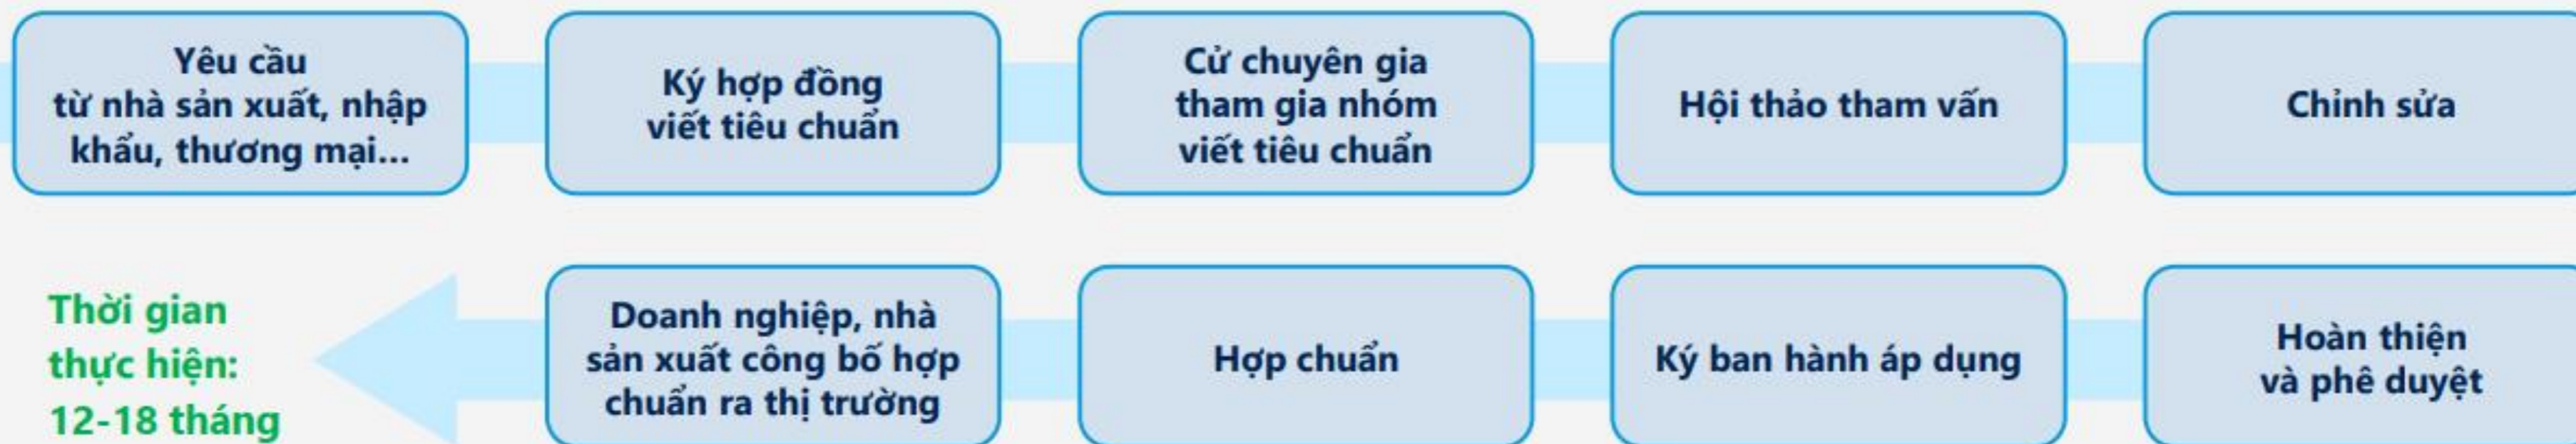 Yêu cầu
từ nhà sản xuất, nhập
khẩu, thương mại...
Ký hợp đồng
viết tiêu chuẩn
Cử chuyên gia
tham gia nhóm
viết tiêu chuẩn
Hội thảo tham vấn
Chỉnh sửa
Hoàn thiện
và phê duyệt
Ký ban hành áp dụng
Hợp chuẩn
Doanh nghiệp, nhà
sản xuất công bố hợp
chuẩn ra thị trường
Thời gian
thực hiện:
12-18 tháng